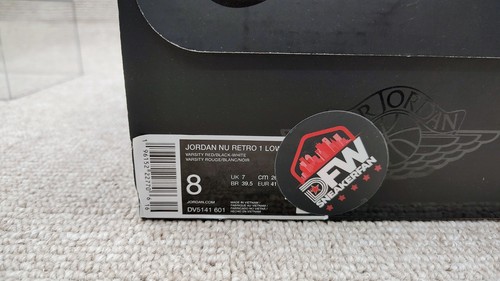 AIR JORDAN
JORDAN NU RETRO 1 LOW
VARSITY RED/BLACK-WHITE
VARSITY ROUGE/BLANC/NOIR
8
UK 7
BR 39.5
EUR 41
JORDAN.COM
DV5141 601
MADE IN VIETNAM
DFW
SNEAKERFAN